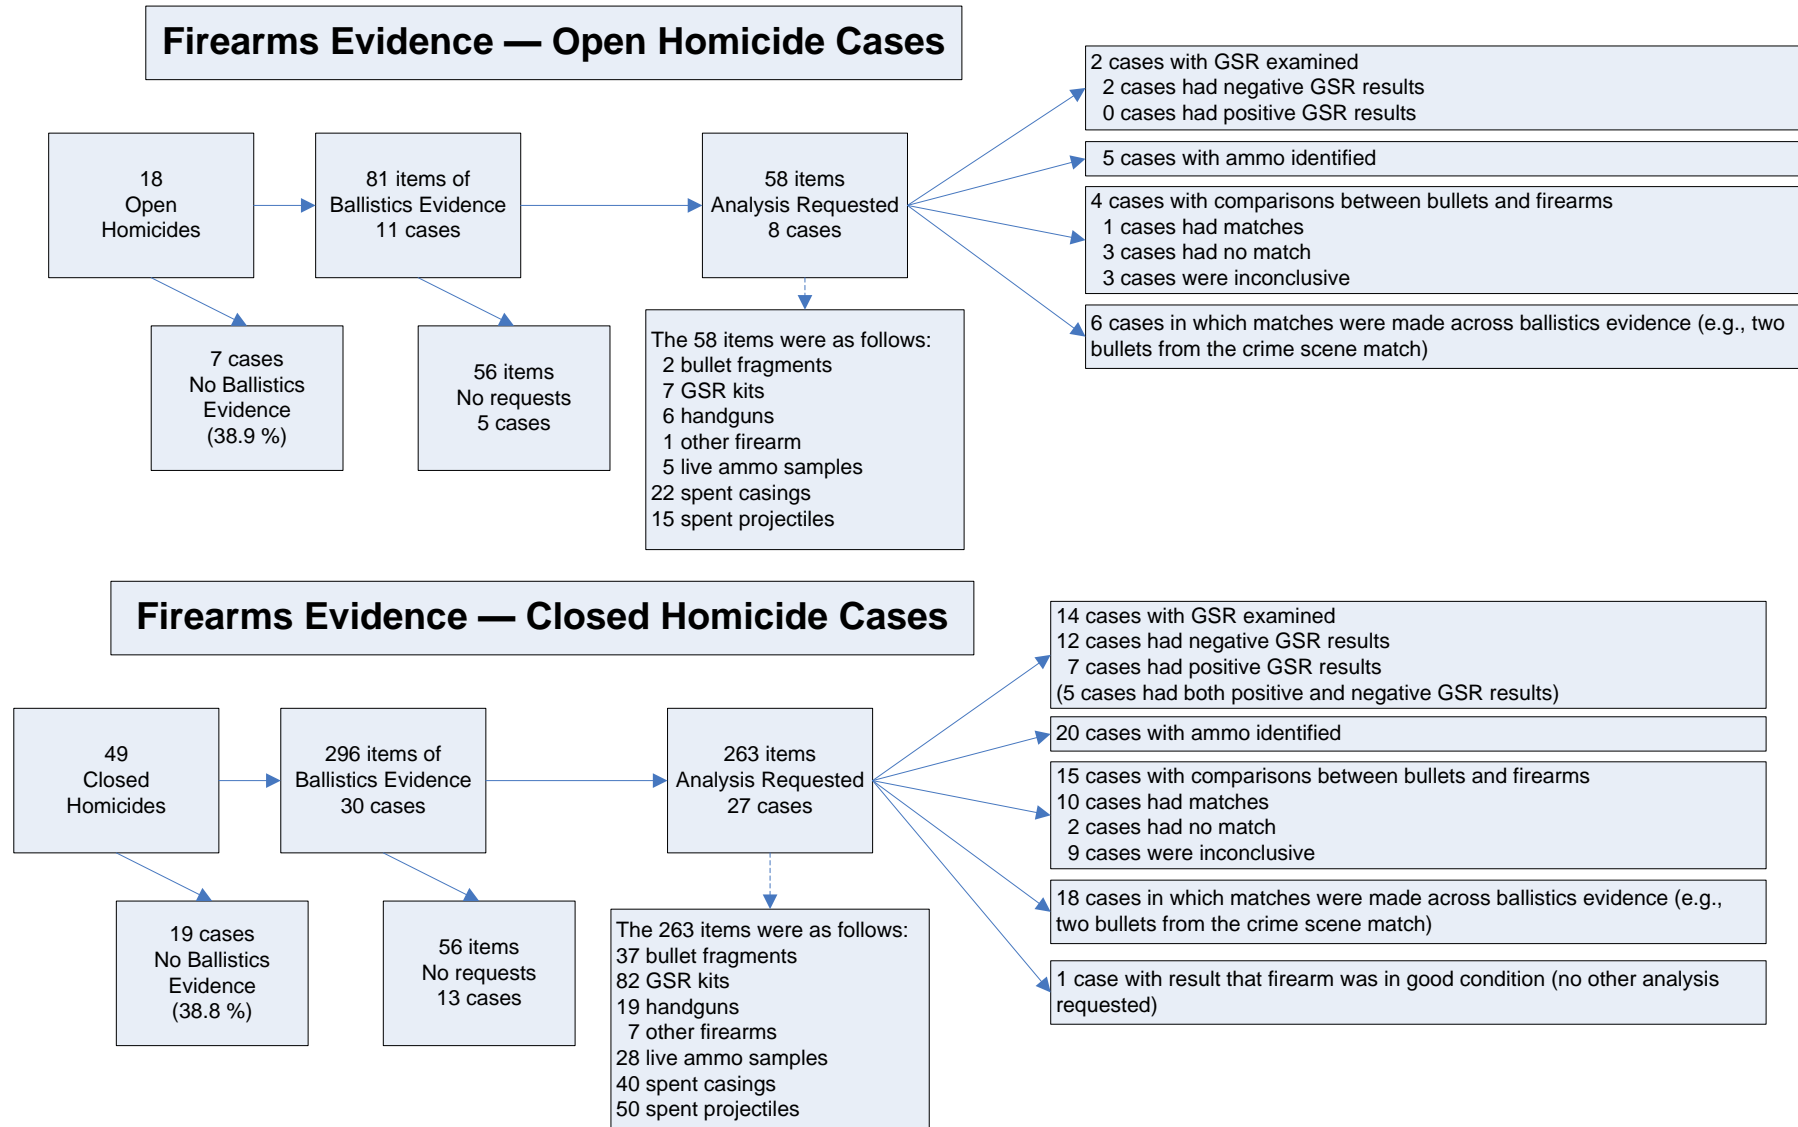 Firearms Evidence — Open Homicide Cases
18
Open
Homicides
81 items of
Ballistics Evidence
11 cases
58 items
Analysis Requested
8 cases
7 cases
No Ballistics
Evidence
(38.9 %)
56 items
No requests
5 cases
The 58 items were as follows:
2 bullet fragments
7 GSR kits
6 handguns
1 other firearm
5 live ammo samples
22 spent casings
15 spent projectiles
2 cases with GSR examined
2 cases had negative GSR results
0 cases had positive GSR results
5 cases with ammo identified
4 cases with comparisons between bullets and firearms
1 cases had matches
3 cases had no match
3 cases were inconclusive
6 cases in which matches were made across ballistics evidence (e.g., two
bullets from the crime scene match)
Firearms Evidence — Closed Homicide Cases
49
Closed
Homicides
296 items of
Ballistics Evidence
30 cases
263 items
Analysis Requested
27 cases
19 cases
No Ballistics
Evidence
(38.8 %)
56 items
No requests
13 cases
The 263 items were as follows:
37 bullet fragments
82 GSR kits
19 handguns
7 other firearms
28 live ammo samples
40 spent casings
50 spent projectiles
14 cases with GSR examined
12 cases had negative GSR results
7 cases had positive GSR results
(5 cases had both positive and negative GSR results)
20 cases with ammo identified
15 cases with comparisons between bullets and firearms
10 cases had matches
2 cases had no match
9 cases were inconclusive
18 cases in which matches were made across ballistics evidence (e.g.,
two bullets from the crime scene match)
1 case with result that firearm was in good condition (no other analysis
requested)